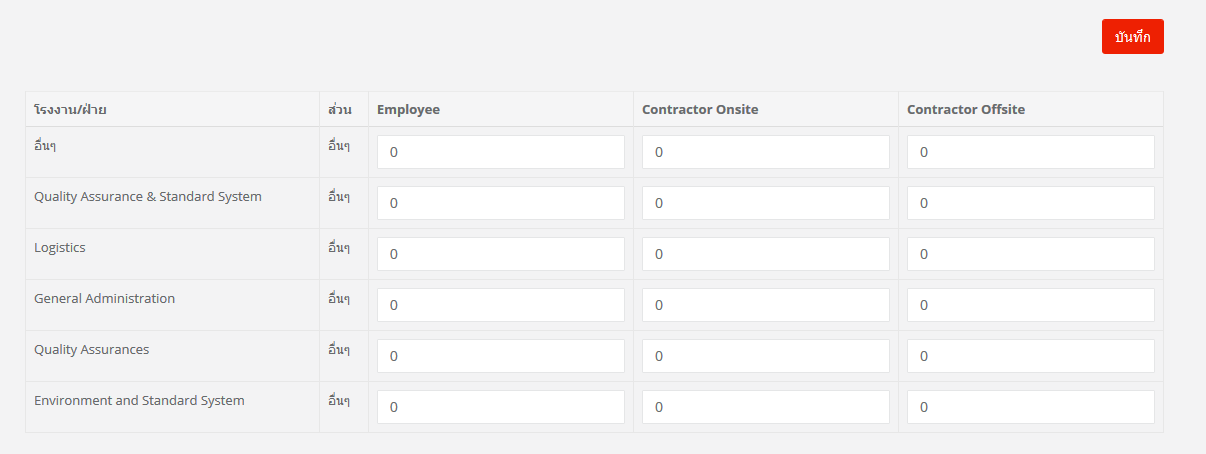 บันทึก
โรงงาน/ฝ่าย ส่วน Employee Contractor Onsite Contractor Offsite
อื่นๆ อื่นๆ 0 0 0
Quality Assurance & Standard System อื่นๆ 0 0 0
Logistics อื่นๆ 0 0 0
General Administration อื่นๆ 0 0 0
Quality Assurances อื่นๆ 0 0 0
Environment and Standard System อื่นๆ 0 0 0